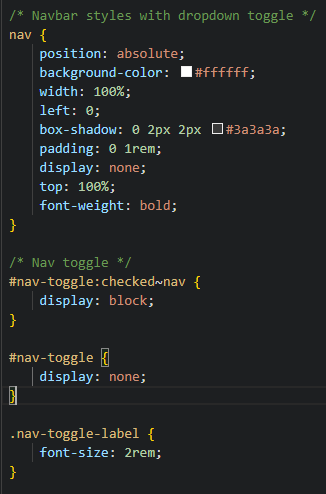 /* Navbar styles with dropdown toggle */
nav {
    position: absolute;
    background-color: #ffffff;
    width: 100%;
    left: 0;
    box-shadow: 0 2px 2px #3a3a3a;
    padding: 0 1rem;
    display: none;
    top: 100%;
    font-weight: bold;
}

/* Nav toggle */
#nav-toggle:checked~nav {
    display: block;
}

#nav-toggle {
    display: none;
}

.nav-toggle-label {
    font-size: 2rem;
}